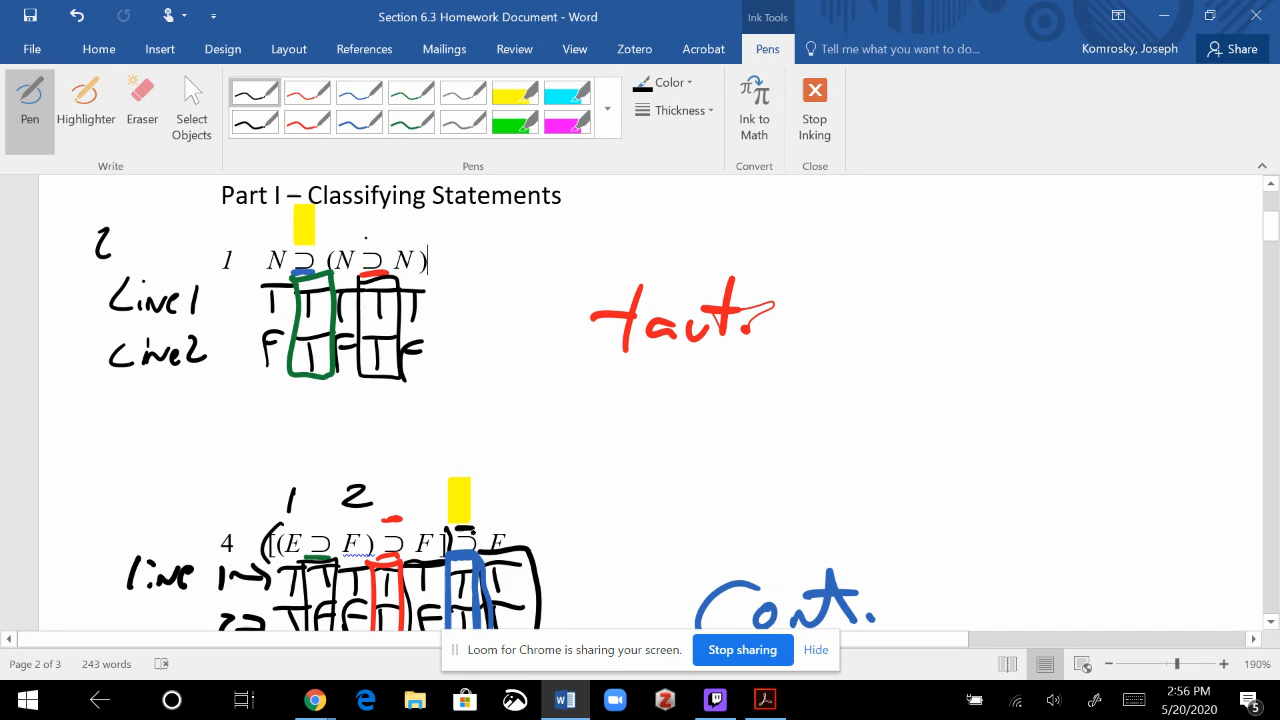 Section 6.3 Homework Document - Word
Ink Tools
File Home Insert Design Layout References Mailings Review View Zotero Acrobat Pens Tell me what you want to do... Komrosky, Joseph Share
Pen Highlighter Eraser Select Objects Color Thickness Ink to Math Stop Inking
Write Pens Convert Close
Part I – Classifying Statements
2
1 N ⊃ (N ⊃ N)
Line 1 T T T T T
Line 2 F T F T F
taut.
1 2
4 [(E ⊃ F) ⊃ F] ⊃ F
line 1 T T T T T T
Cont.
Loom for Chrome is sharing your screen. Stop sharing Hide
Page 2 of 3 243 words 190%
2:56 PM
5/20/2020
5